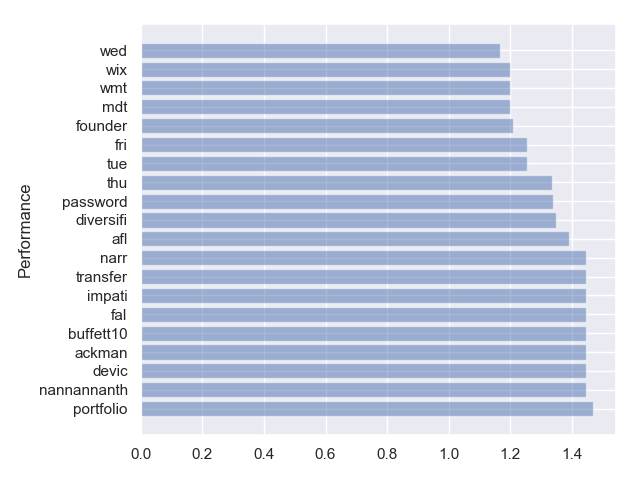 wed
wix
wmt
mdt
founder
fri
tue
thu
password
diversifi
afl
narr
transfer
impati
fal
buffett10
ackman
devic
nannannanth
portfolio
Performance
0.0 0.2 0.4 0.6 0.8 1.0 1.2 1.4